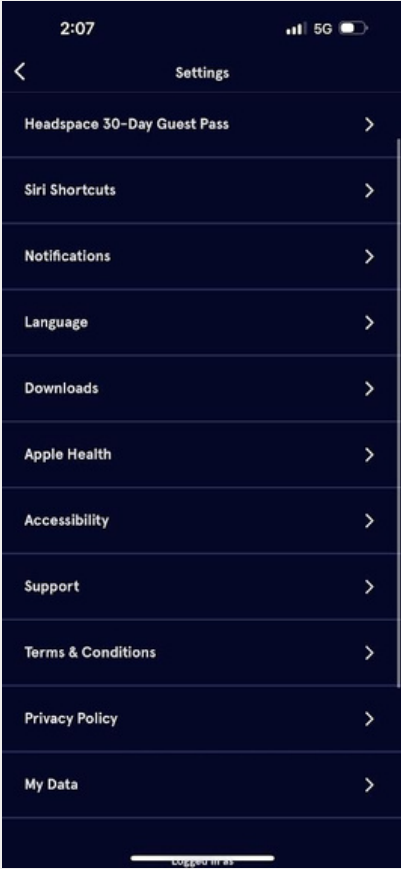 2:07
5G
Settings
Headspace 30-Day Guest Pass
Siri Shortcuts
Notifications
Language
Downloads
Apple Health
Accessibility
Support
Terms & Conditions
Privacy Policy
My Data
Logged in as